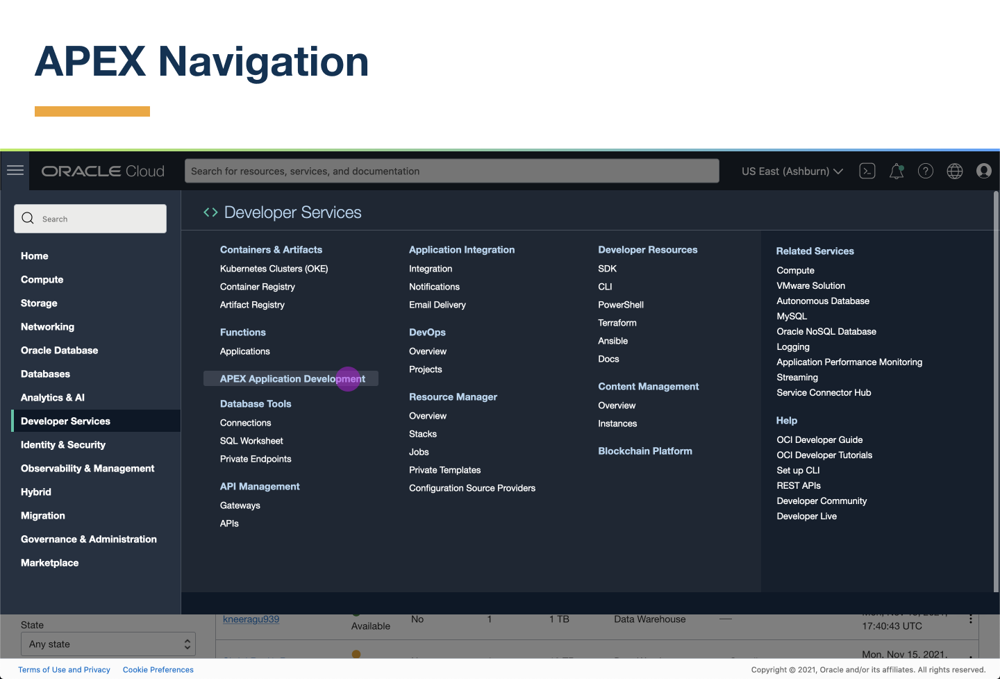 APEX Navigation
ORACLE Cloud
Search for resources, services, and documentation
US East (Ashburn)
Search
Home
Compute
Storage
Networking
Oracle Database
Databases
Analytics & AI
Developer Services
Identity & Security
Observability & Management
Hybrid
Migration
Governance & Administration
Marketplace
Developer Services
Containers & Artifacts
Kubernetes Clusters (OKE)
Container Registry
Artifact Registry
Functions
Applications
APEX Application Development
Database Tools
Connections
SQL Worksheet
Private Endpoints
API Management
Gateways
APIs
Application Integration
Integration
Notifications
Email Delivery
DevOps
Overview
Projects
Resource Manager
Overview
Stacks
Jobs
Private Templates
Configuration Source Providers
Developer Resources
SDK
CLI
PowerShell
Terraform
Ansible
Docs
Content Management
Overview
Instances
Blockchain Platform
Related Services
Compute
VMware Solution
Autonomous Database
MySQL
Oracle NoSQL Database
Logging
Application Performance Monitoring
Streaming
Service Connector Hub
Help
OCI Developer Guide
OCI Developer Tutorials
Set up CLI
REST APIs
Developer Community
Developer Live
State
Any state
kneeragu939
Available
No
1
1 TB
Data Warehouse
17:40:43 UTC
Mon, Nov 15, 2021,
Terms of Use and Privacy
Cookie Preferences
Copyright © 2021, Oracle and/or its affiliates. All rights reserved.